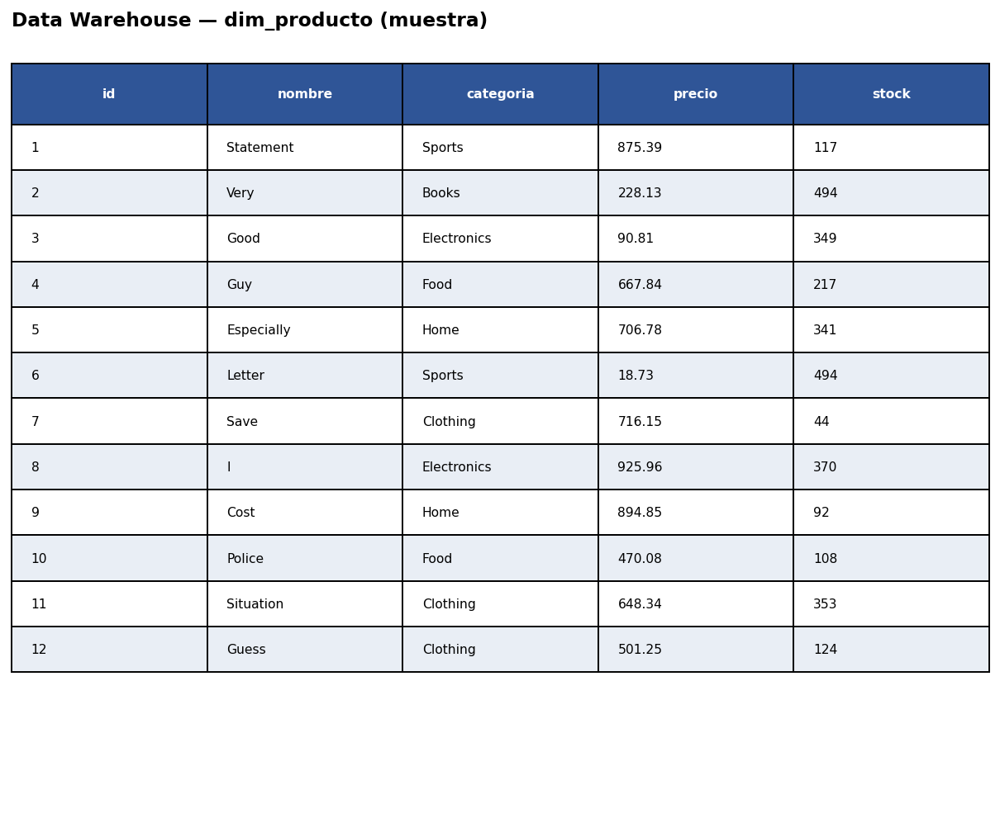 Data Warehouse — dim_producto (muestra)
id nombre categoria precio stock
1 Statement Sports 875.39 117
2 Very Books 228.13 494
3 Good Electronics 90.81 349
4 Guy Food 667.84 217
5 Especially Home 706.78 341
6 Letter Sports 18.73 494
7 Save Clothing 716.15 44
8 I Electronics 925.96 370
9 Cost Home 894.85 92
10 Police Food 470.08 108
11 Situation Clothing 648.34 353
12 Guess Clothing 501.25 124